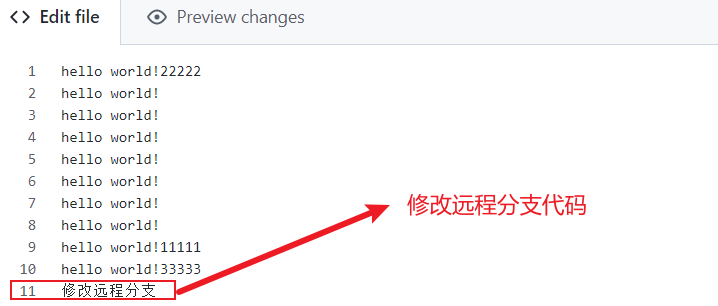 Edit file Preview changes
1 hello world!22222
2 hello world!
3 hello world!
4 hello world!
5 hello world!
6 hello world!
7 hello world!
8 hello world!
9 hello world!11111
10 hello world!33333
11 修改远程分支
修改远程分支代码